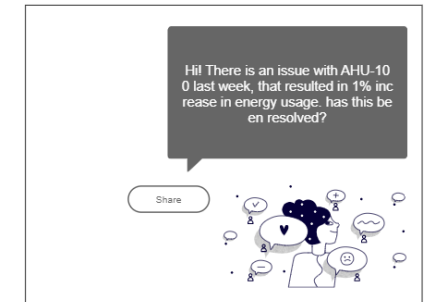 Hi! There is an issue with AHU-10
0 last week, that resulted in 1% inc
rease in energy usage. has this be
en resolved?
Share